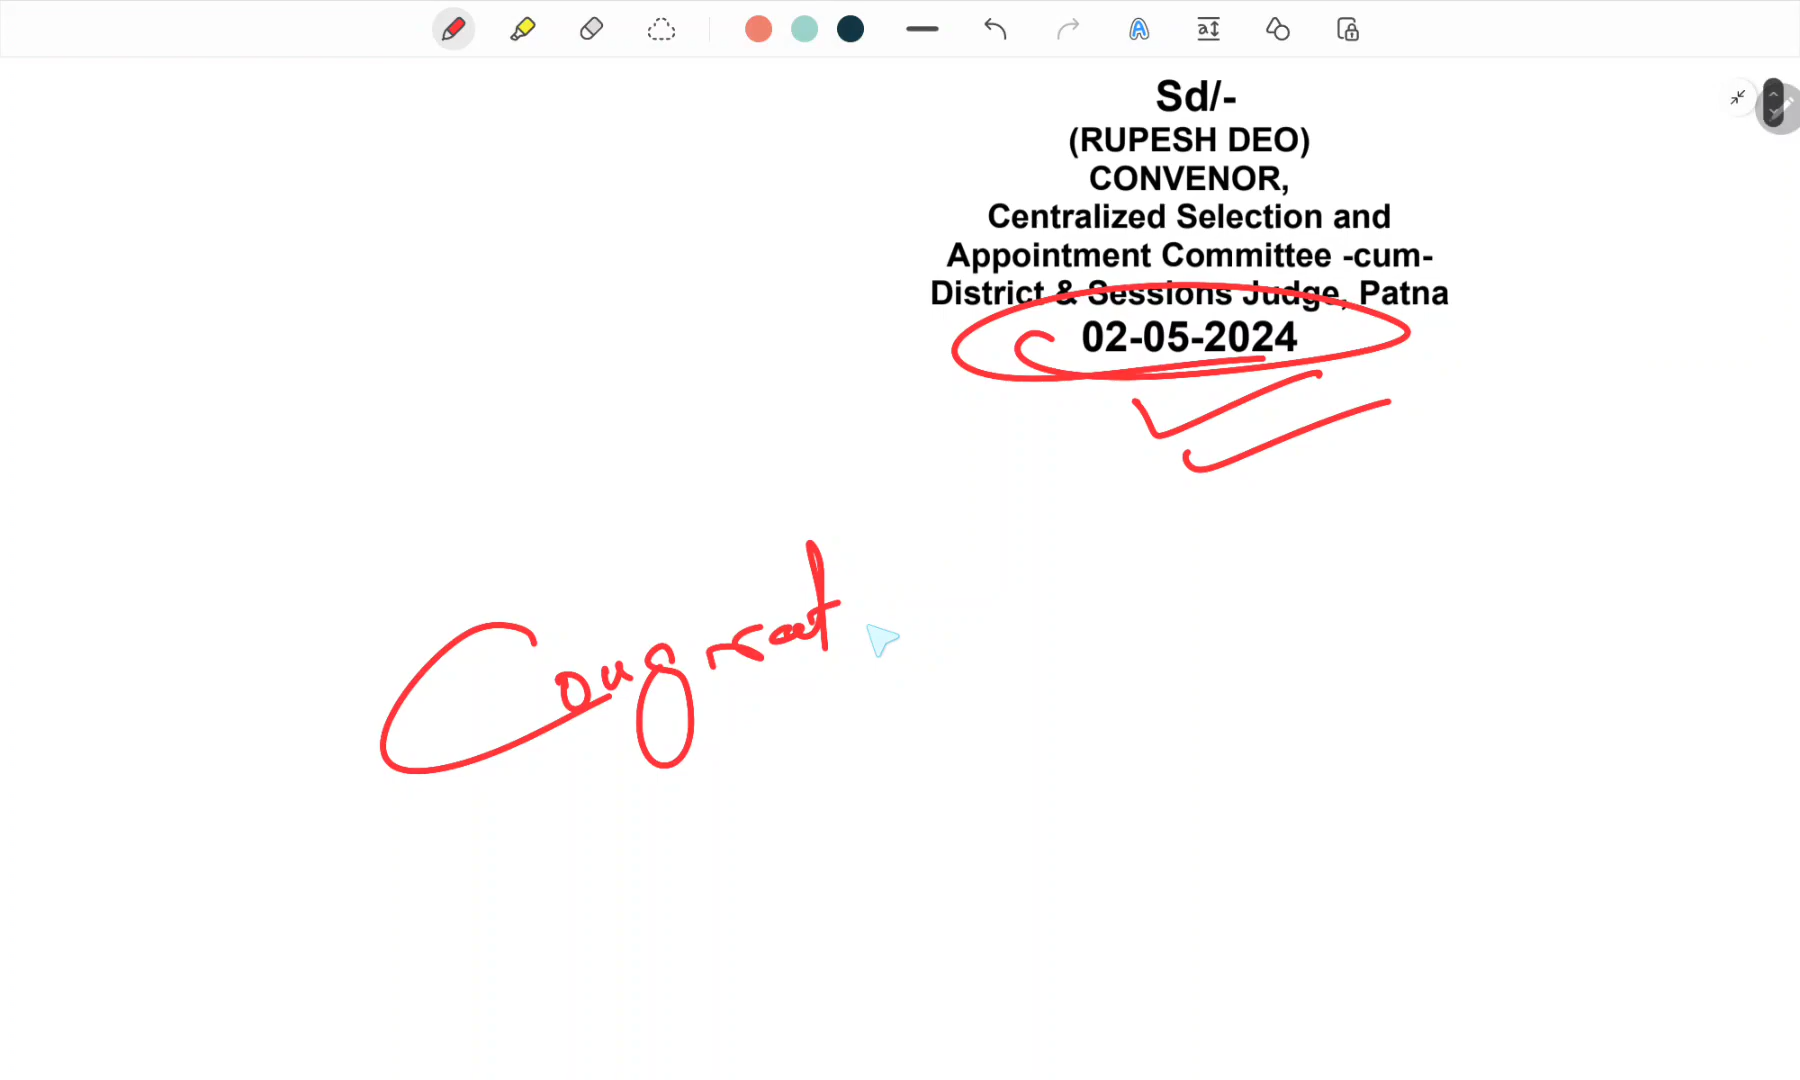 Sd/-
(RUPESH DEO)
CONVENOR,
Centralized Selection and
Appointment Committee -cum-
District & Sessions Judge, Patna
02-05-2024
Congrat